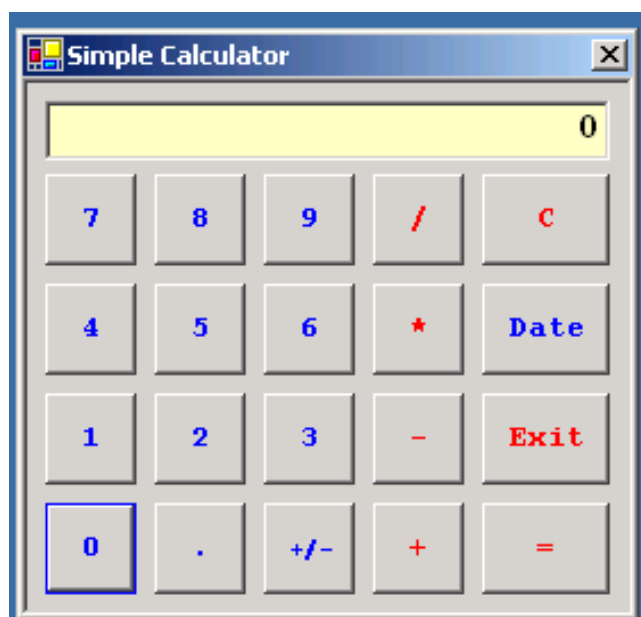 Simple Calculator
0
7 8 9 / C
4 5 6 * Date
1 2 3 - Exit
0 . +/- + =